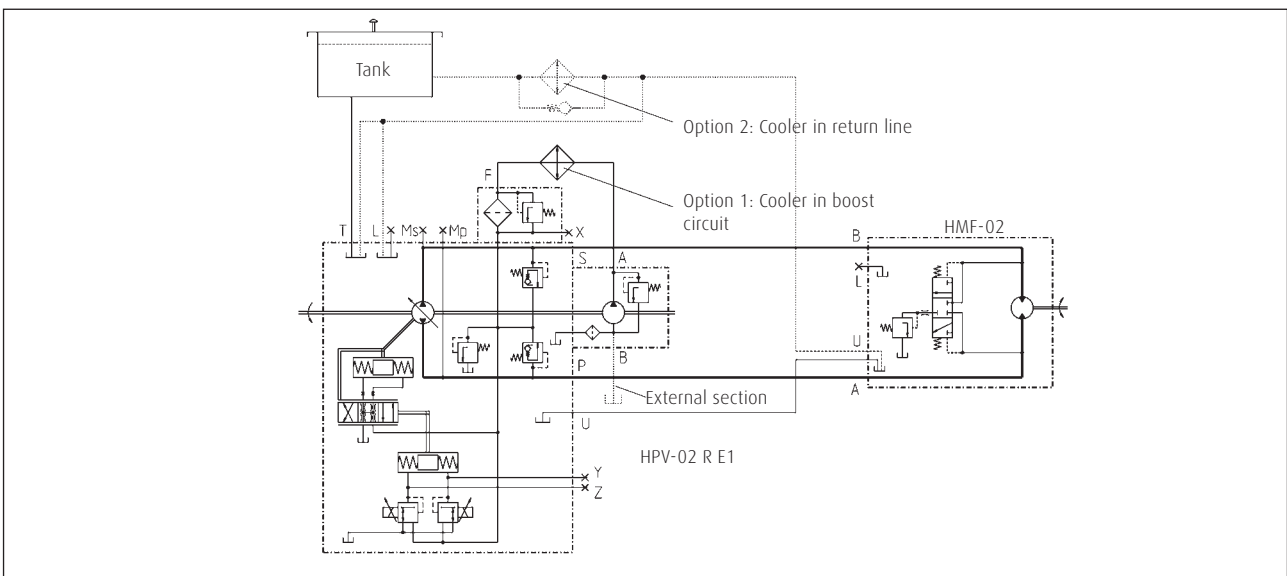 Tank
Option 2: Cooler in return line
Option 1: Cooler in boost
circuit
F
X
T
L
Ms
Mp
S
A
B
HMF-02
L
U
A
P
B
External section
U
HPV-02 R E1
Y
Z